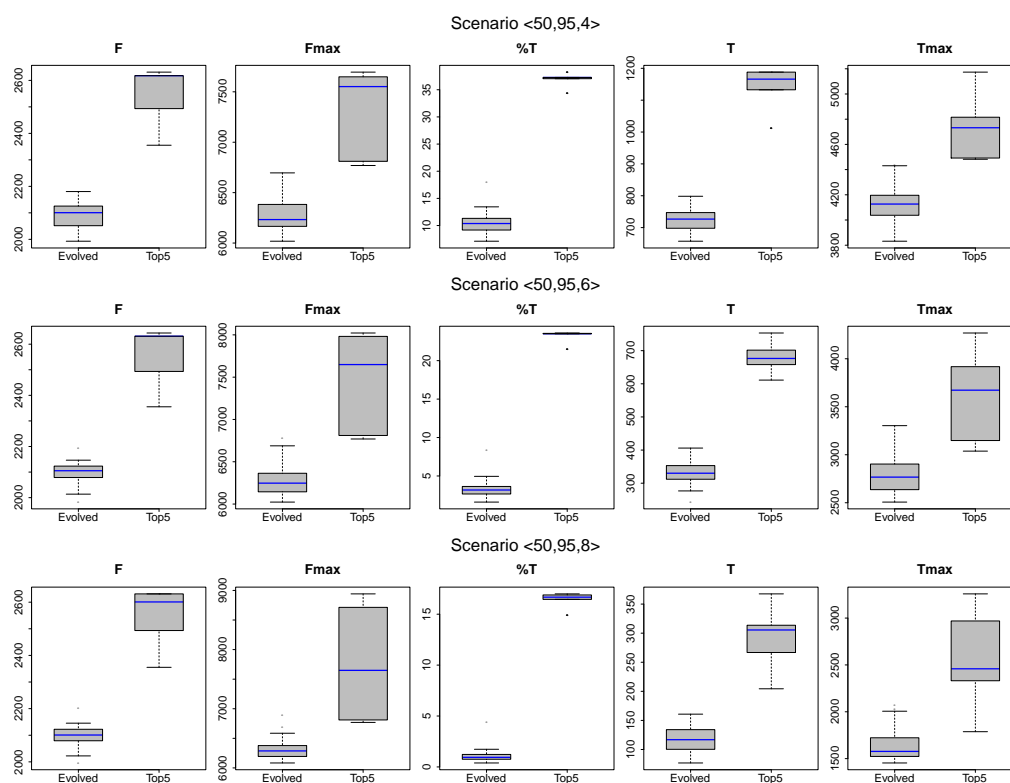 Scenario <50,95,4>
F Fmax %T T Tmax
2000 2100 2200 2400 2600
6000 6500 7000 7500
10 15 20 25 30 35
700 800 900 1000 1200
3800 4200 4600 5000
Evolved Top5 Evolved Top5 Evolved Top5 Evolved Top5 Evolved Top5
Scenario <50,95,6>
F Fmax %T T Tmax
2000 2100 2200 2400 2600
6000 6500 7000 7500 8000
5 10 15 20
300 400 500 600 700
2500 3000 3500 4000
Evolved Top5 Evolved Top5 Evolved Top5 Evolved Top5 Evolved Top5
Scenario <50,95,8>
F Fmax %T T Tmax
2000 2100 2200 2400 2600
6000 7000 8000 9000
0 5 10 15
100 150 200 250 300 350
1500 2000 2500 3000
Evolved Top5 Evolved Top5 Evolved Top5 Evolved Top5 Evolved Top5